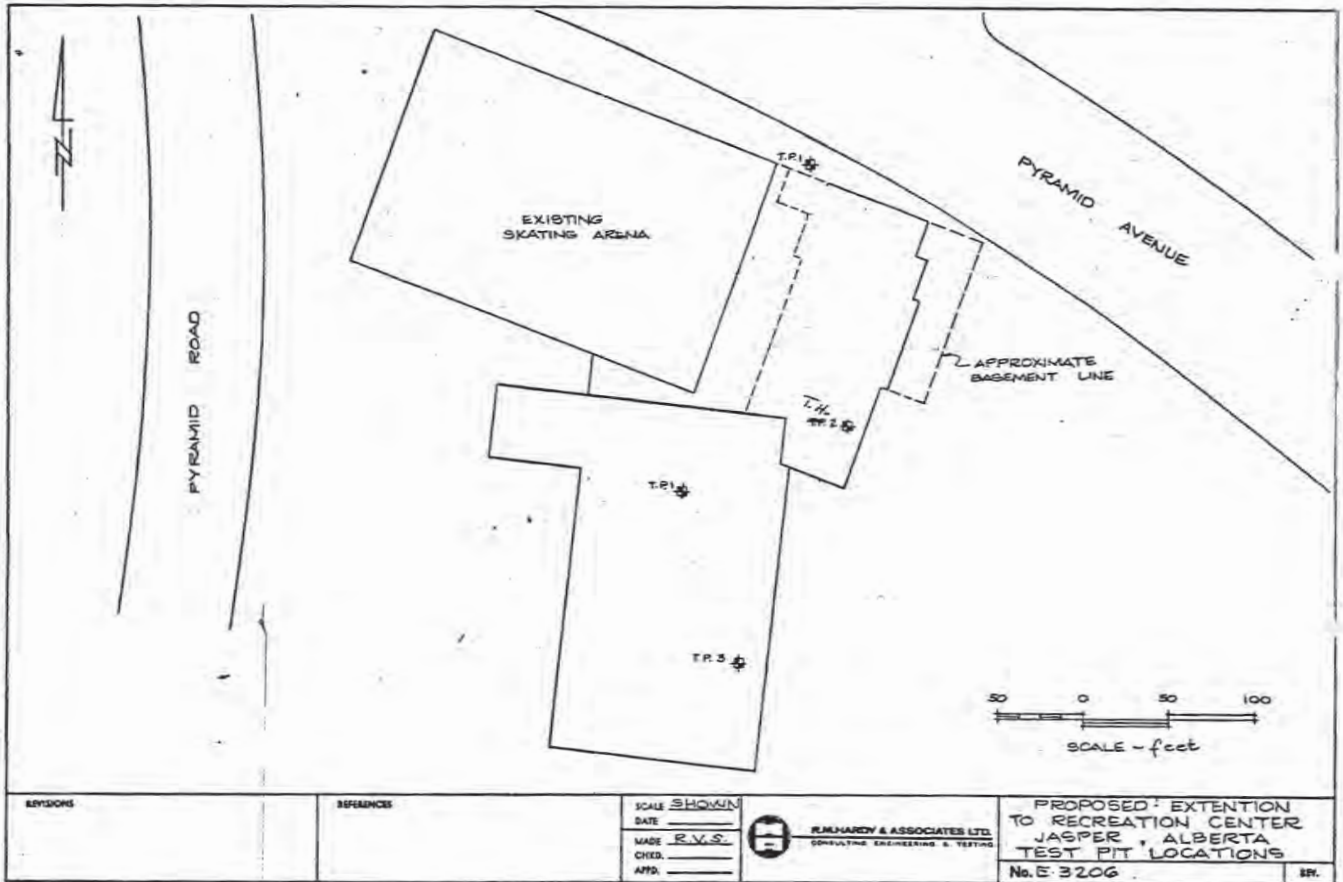 T.P.1
EXISTING
SKATING ARENA
PYRAMID AVENUE
PYRAMID ROAD
APPROXIMATE
BASEMENT LINE
T.H.
T.P. 2
T.P.1
T.P. 3
50 0 50 100
SCALE - feet
N
REVISIONS
REFERENCES
SCALE SHOWN
DATE
MADE R.V.S.
CHKD.
APPD.
R.M.HARDY & ASSOCIATES LTD.
CONSULTING ENGINEERING & TESTING
PROPOSED: EXTENTION
TO RECREATION CENTER
JASPER, ALBERTA
TEST PIT LOCATIONS
No. E-3206
REV.